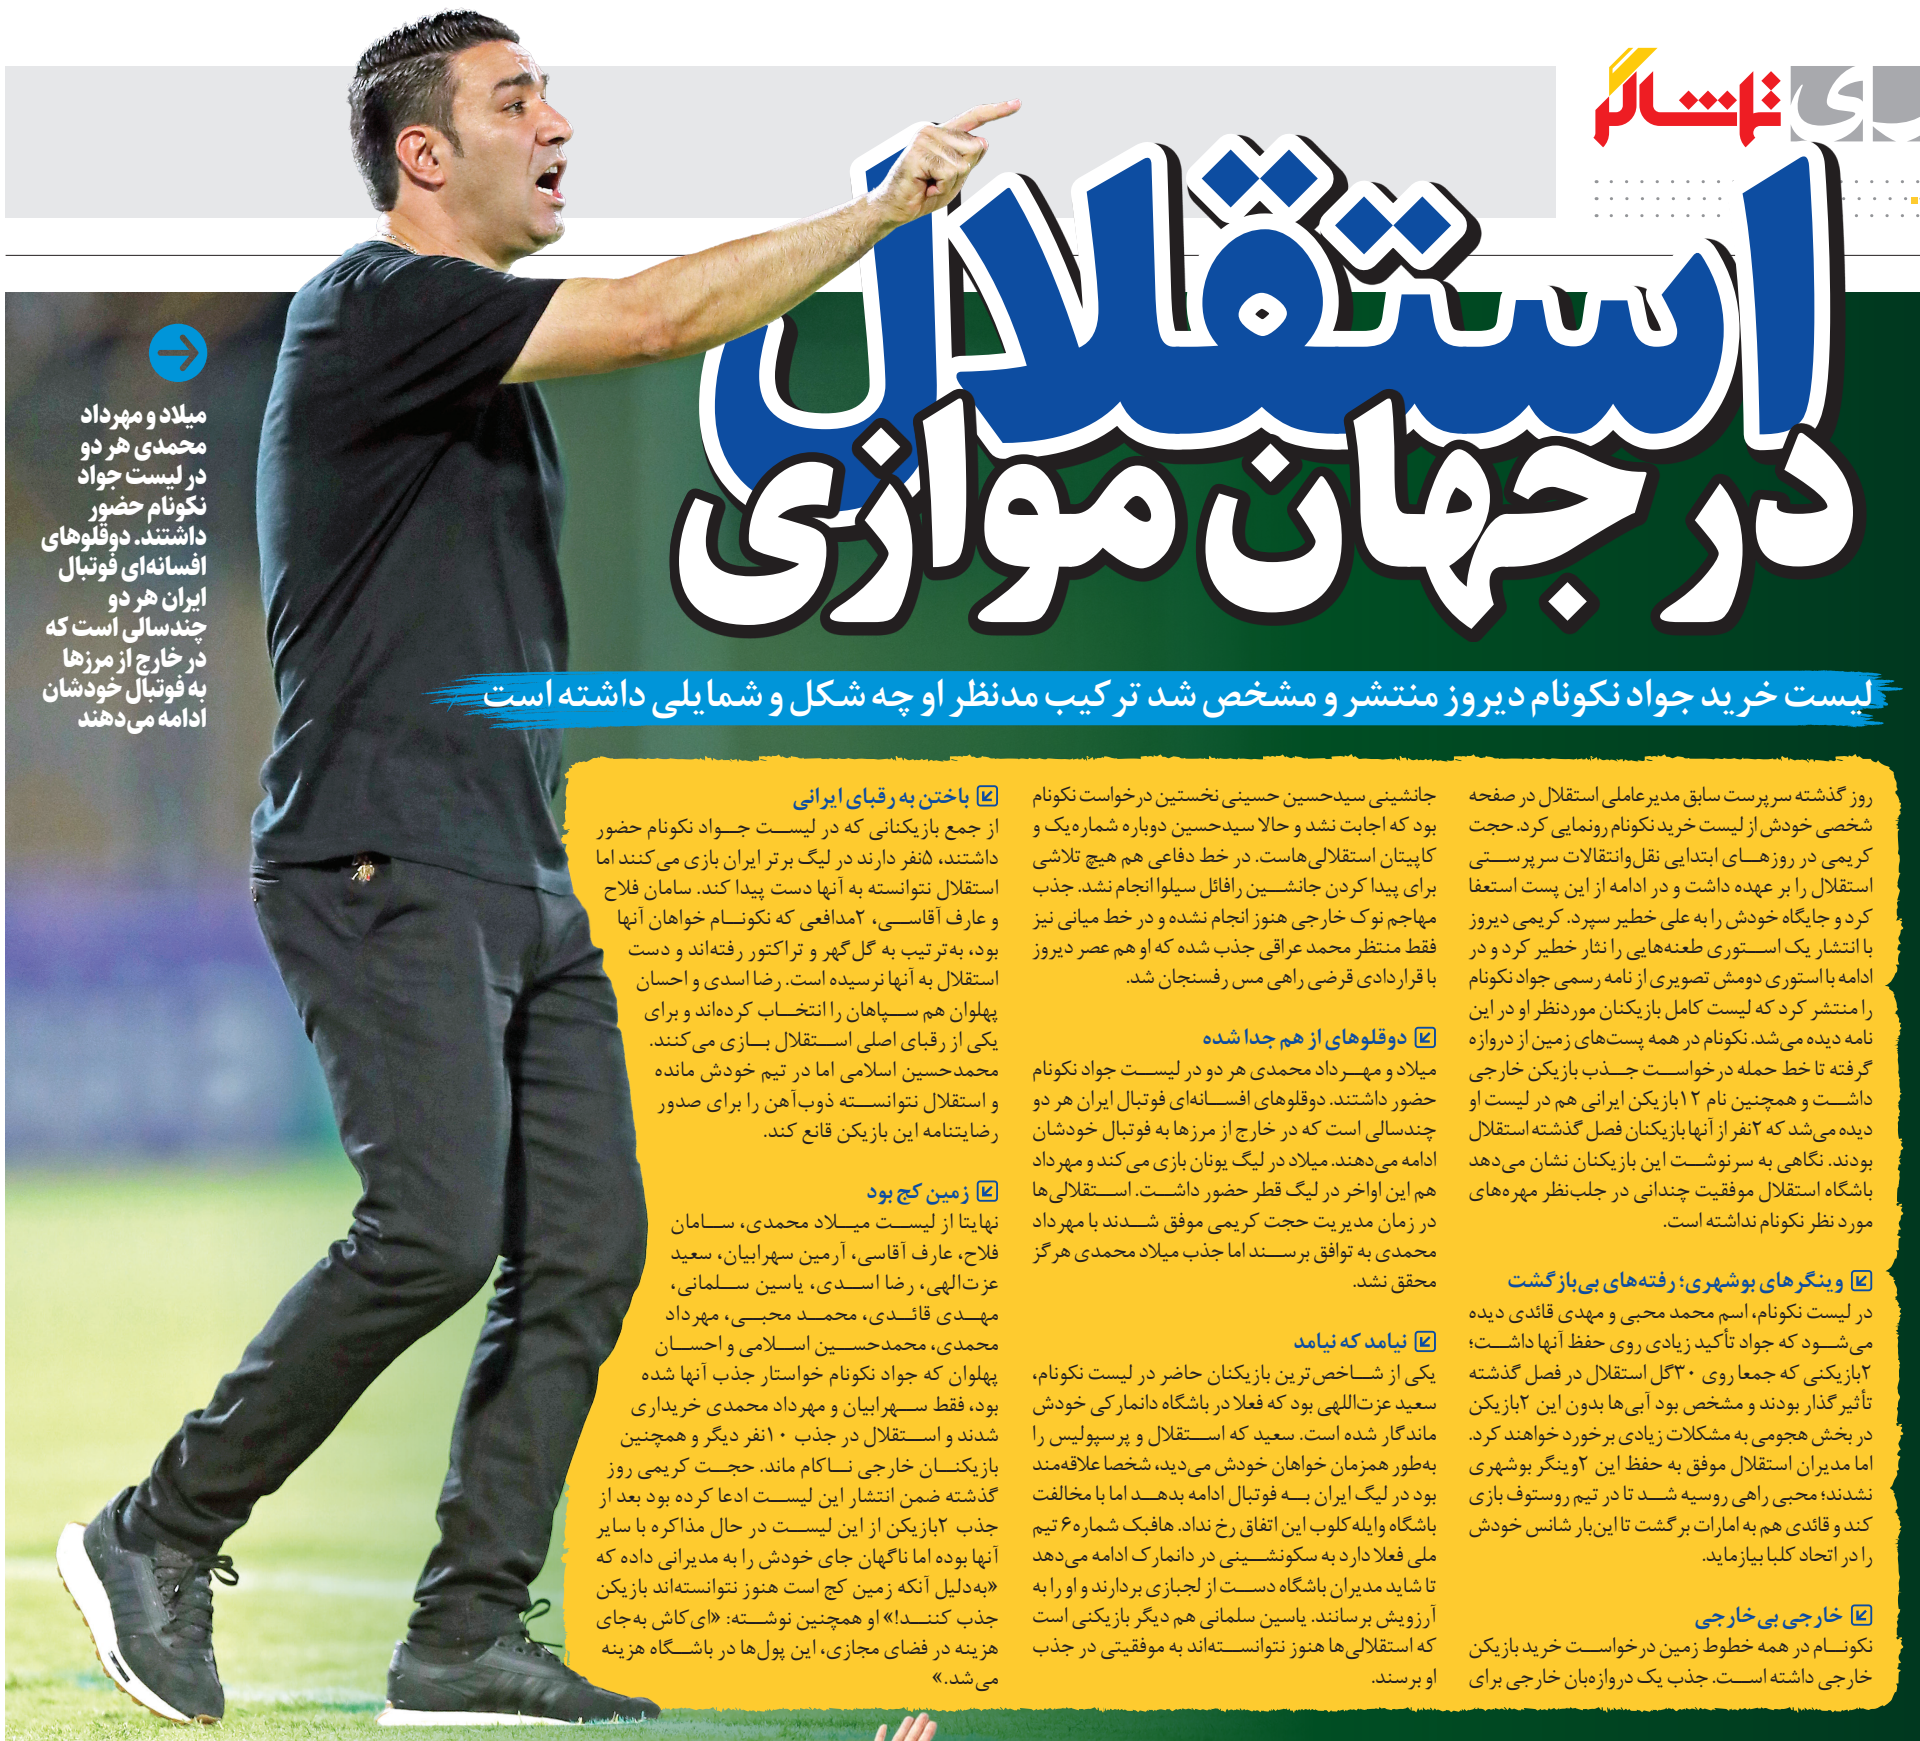 تماشاگر
استقلال
در جهان موازی
لیست خرید جواد نکونام دیروز منتشر و مشخص شد ترکیب مدنظر او چه شکل و شمایلی داشته است
میلاد و مهرداد
محمدی هر دو
در لیست جواد
نکونام حضور
داشتند. دوقلوهای
افسانه‌ای فوتبال
ایران هر دو
چندسالی است که
در خارج از مرزها
به فوتبال خودشان
ادامه می‌دهند
روز گذشته سرپرست سابق مدیرعاملی استقلال در صفحه
شخصی خودش از لیست خرید نکونام رونمایی کرد. حجت
کریمی در روزهای ابتدایی نقل‌وانتقالات سرپرستی
استقلال را بر عهده داشت و در ادامه از این پست استعفا
کرد و جایگاه خودش را به علی خطیر سپرد. کریمی دیروز
با انتشار یک استوری طعنه‌هایی را نثار خطیر کرد و در
ادامه با استوری دومش تصویری از نامه رسمی جواد نکونام
را منتشر کرد که لیست کامل بازیکنان موردنظر او در این
نامه دیده می‌شد. نکونام در همه پست‌های زمین از دروازه
گرفته تا خط حمله درخواست جذب بازیکن خارجی
داشت و همچنین نام ۱۲بازیکن ایرانی هم در لیست او
دیده می‌شد که ۲نفر از آنها بازیکنان فصل گذشته استقلال
بودند. نگاهی به سرنوشت این بازیکنان نشان می‌دهد
باشگاه استقلال موفقیت چندانی در جلب‌نظر مهره‌های
مورد نظر نکونام نداشته است.
وینگرهای بوشهری؛ رفته‌های بی‌بازگشت
در لیست نکونام، اسم محمد محبی و مهدی قائدی دیده
می‌شود که جواد تأکید زیادی روی حفظ آنها داشت؛
۲بازیکنی که جمعا روی ۳۰گل استقلال در فصل گذشته
تأثیرگذار بودند و مشخص بود آبی‌ها بدون این ۲بازیکن
در بخش هجومی به مشکلات زیادی برخورد خواهند کرد.
اما مدیران استقلال موفق به حفظ این ۲وینگر بوشهری
نشدند؛ محبی راهی روسیه شد تا در تیم روستوف بازی
کند و قائدی هم به امارات برگشت تا این‌بار شانس خودش
را در اتحاد کلبا بیازماید.
خارجی بی‌خارجی
نکونام در همه خطوط زمین درخواست خرید بازیکن
خارجی داشته است. جذب یک دروازه‌بان خارجی برای
جانشینی سیدحسین حسینی نخستین درخواست نکونام
بود که اجابت نشد و حالا سیدحسین دوباره شماره‌یک و
کاپیتان استقلالی‌هاست. در خط دفاعی هم هیچ تلاشی
برای پیدا کردن جانشین رافائل سیلوا انجام نشد. جذب
مهاجم نوک خارجی هنوز انجام نشده و در خط میانی نیز
فقط منتظر محمد عراقی جذب شده که او هم عصر دیروز
با قراردادی قرضی راهی مس رفسنجان شد.
دوقلوهای از هم جدا شده
میلاد و مهرداد محمدی هر دو در لیست جواد نکونام
حضور داشتند. دوقلوهای افسانه‌ای فوتبال ایران هر دو
چندسالی است که در خارج از مرزها به فوتبال خودشان
ادامه می‌دهند. میلاد در لیگ یونان بازی می‌کند و مهرداد
هم این اواخر در لیگ قطر حضور داشت. استقلالی‌ها
در زمان مدیریت حجت کریمی موفق شدند با مهرداد
محمدی به توافق برسند اما جذب میلاد محمدی هرگز
محقق نشد.
نیامد که نیامد
یکی از شاخص‌ترین بازیکنان حاضر در لیست نکونام،
سعید عزت‌اللهی بود که فعلا در باشگاه دانمارکی خودش
ماندگار شده است. سعید که استقلال و پرسپولیس را
به‌طور همزمان خواهان خودش می‌دید، شخصا علاقه‌مند
بود در لیگ ایران به فوتبال ادامه بدهد اما با مخالفت
باشگاه وایله‌کلوب این اتفاق رخ نداد. هافبک شماره۶ تیم
ملی فعلا دارد به سکونشینی در دانمارک ادامه می‌دهد
تا شاید مدیران باشگاه دست از لجبازی بردارند و او را به
آرزویش برسانند. یاسین سلمانی هم دیگر بازیکنی است
که استقلالی‌ها هنوز نتوانسته‌اند به موفقیتی در جذب
او برسند.
باختن به رقبای ایرانی
از جمع بازیکنانی که در لیست جواد نکونام حضور
داشتند، ۵نفر دارند در لیگ برتر ایران بازی می‌کنند اما
استقلال نتوانسته به آنها دست پیدا کند. سامان فلاح
و عارف آقاسی، ۲مدافعی که نکونام خواهان آنها
بود، به‌ترتیب به گل‌گهر و تراکتور رفته‌اند و دست
استقلال به آنها نرسیده است. رضا اسدی و احسان
پهلوان هم سپاهان را انتخاب کرده‌اند و برای
یکی از رقبای اصلی استقلال بازی می‌کنند.
محمدحسین اسلامی اما در تیم خودش مانده
و استقلال نتوانسته ذوب‌آهن را برای صدور
رضایتنامه این بازیکن قانع کند.
زمین کج بود
نهایتا از لیست میلاد محمدی، سامان
فلاح، عارف آقاسی، آرمین سهرابیان، سعید
عزت‌الهی، رضا اسدی، یاسین سلمانی،
مهدی قائدی، محمد محبی، مهرداد
محمدی، محمدحسین اسلامی و احسان
پهلوان که جواد نکونام خواستار جذب آنها شده
بود، فقط سهرابیان و مهرداد محمدی خریداری
شدند و استقلال در جذب ۱۰نفر دیگر و همچنین
بازیکنان خارجی ناکام ماند. حجت کریمی روز
گذشته ضمن انتشار این لیست ادعا کرده بود بعد از
جذب ۲بازیکن از این لیست در حال مذاکره با سایر
آنها بوده اما ناگهان جای خودش را به مدیرانی داده که
«به‌دلیل آنکه زمین کج است هنوز نتوانسته‌اند بازیکن
جذب کنند!» او همچنین نوشته: «ای‌کاش به‌جای
هزینه در فضای مجازی، این پول‌ها در باشگاه هزینه
می‌شد.»